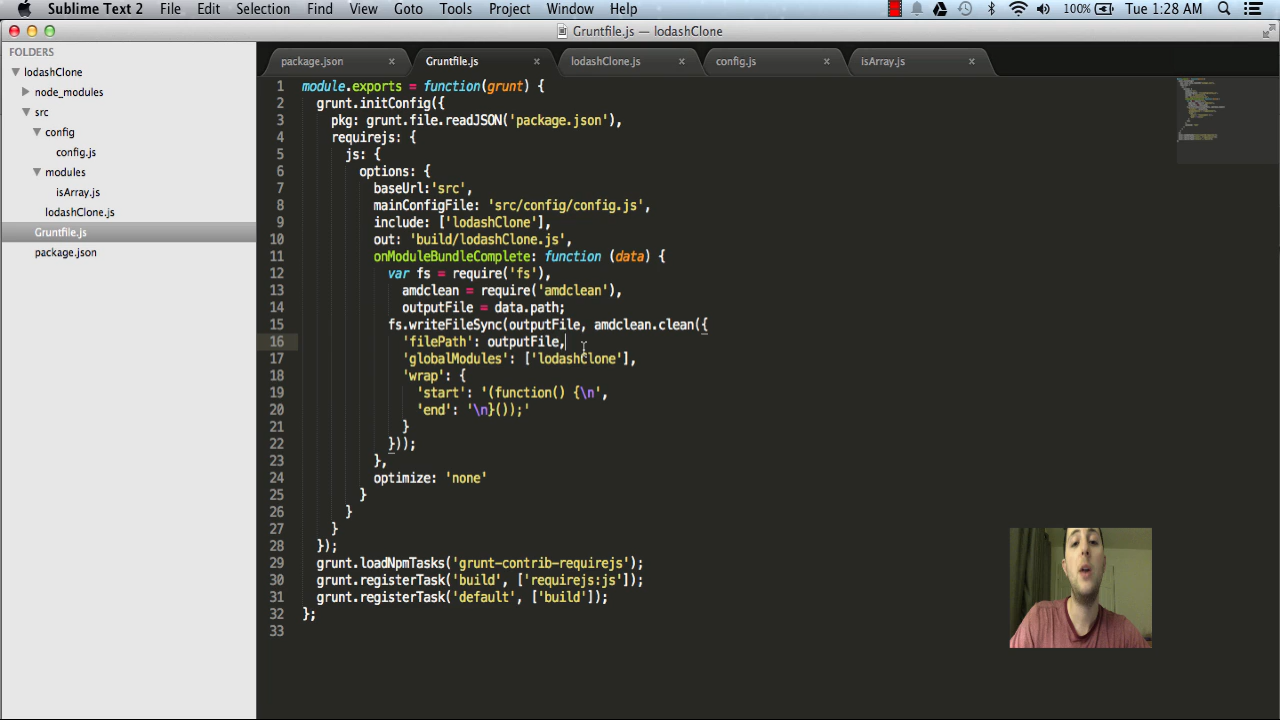 Sublime Text 2 File Edit Selection Find View Goto Tools Project Window Help 100% Tue 1:28 AM
Gruntfile.js — lodashClone
FOLDERS
lodashClone
node_modules
src
config
config.js
modules
isArray.js
lodashClone.js
Gruntfile.js
package.json
package.json × Gruntfile.js × lodashClone.js × config.js × isArray.js ×
1 module.exports = function(grunt) {
2 grunt.initConfig({
3 pkg: grunt.file.readJSON('package.json'),
4 requirejs: {
5 js: {
6 options: {
7 baseUrl:'src',
8 mainConfigFile: 'src/config/config.js',
9 include: ['lodashClone'],
10 out: 'build/lodashClone.js',
11 onModuleBundleComplete: function (data) {
12 var fs = require('fs'),
13 amdclean = require('amdclean'),
14 outputFile = data.path;
15 fs.writeFileSync(outputFile, amdclean.clean({
16 'filePath': outputFile,
17 'globalModules': ['lodashClone'],
18 'wrap': {
19 'start': '(function() {\n',
20 'end': '\n}());'
21 }
22 }));
23 },
24 optimize: 'none'
25 }
26 }
27 }
28 });
29 grunt.loadNpmTasks('grunt-contrib-requirejs');
30 grunt.registerTask('build', ['requirejs:js']);
31 grunt.registerTask('default', ['build']);
32 };
33